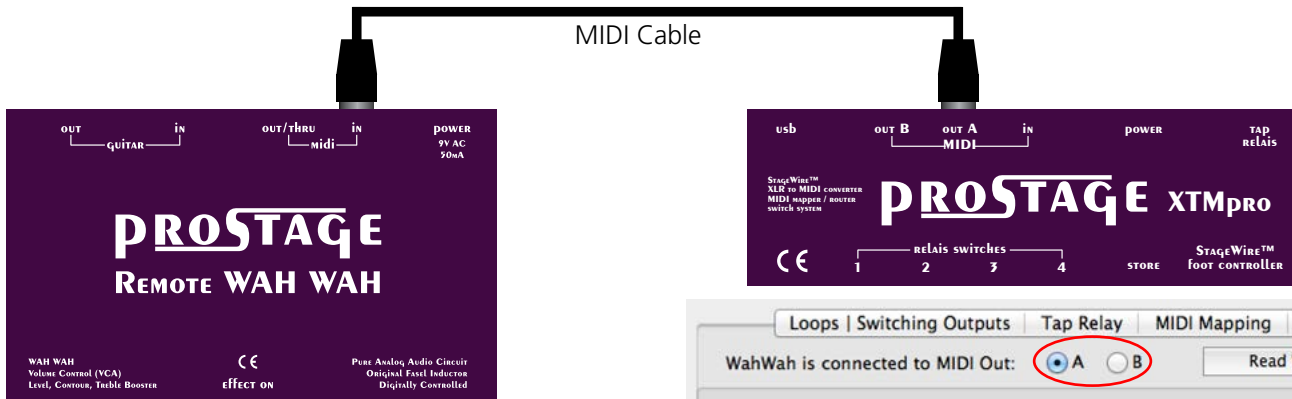 MIDI Cable
OUT IN OUT/THRU IN POWER
GUITAR MIDI 9V AC
50mA
PROSTAGE
REMOTE WAH WAH
WAH WAH
Volume Control (VCA)
Level, Contour, Treble Booster
CE
EFFECT ON
Pure Analog Audio Circuit
Original Fasel Inductor
Digitally Controlled
usb OUT B OUT A IN POWER TAP
MIDI RELAIS
StageWire™
XLR to MIDI converter
MIDI mapper / router
switch system
PROSTAGE XTMpro
CE
RELAIS SWITCHES
1 2 3 4
STORE
StageWire™
foot controller
Loops | Switching Outputs Tap Relay MIDI Mapping
WahWah is connected to MIDI Out: A B Read